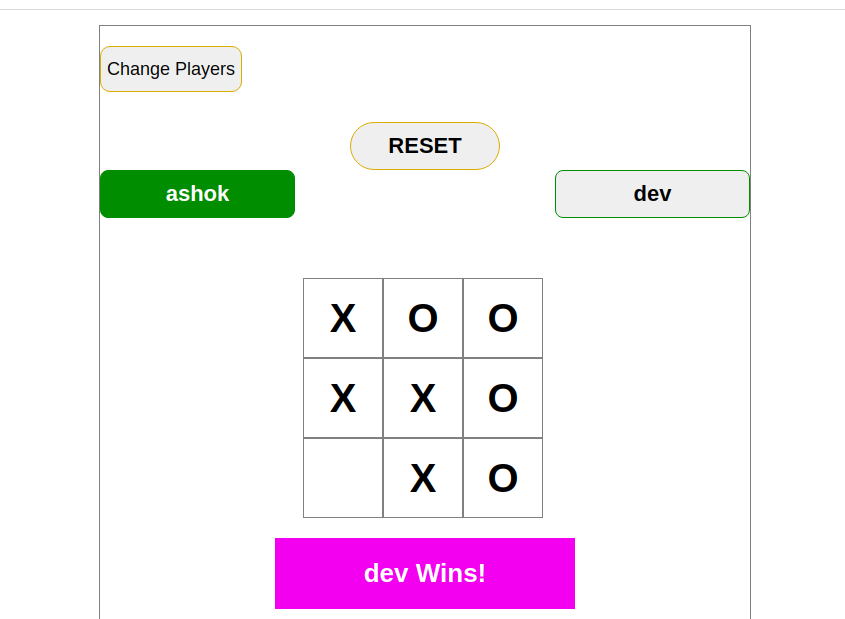 Change Players
RESET
ashok
dev
X O O
X X O
X O
dev Wins!